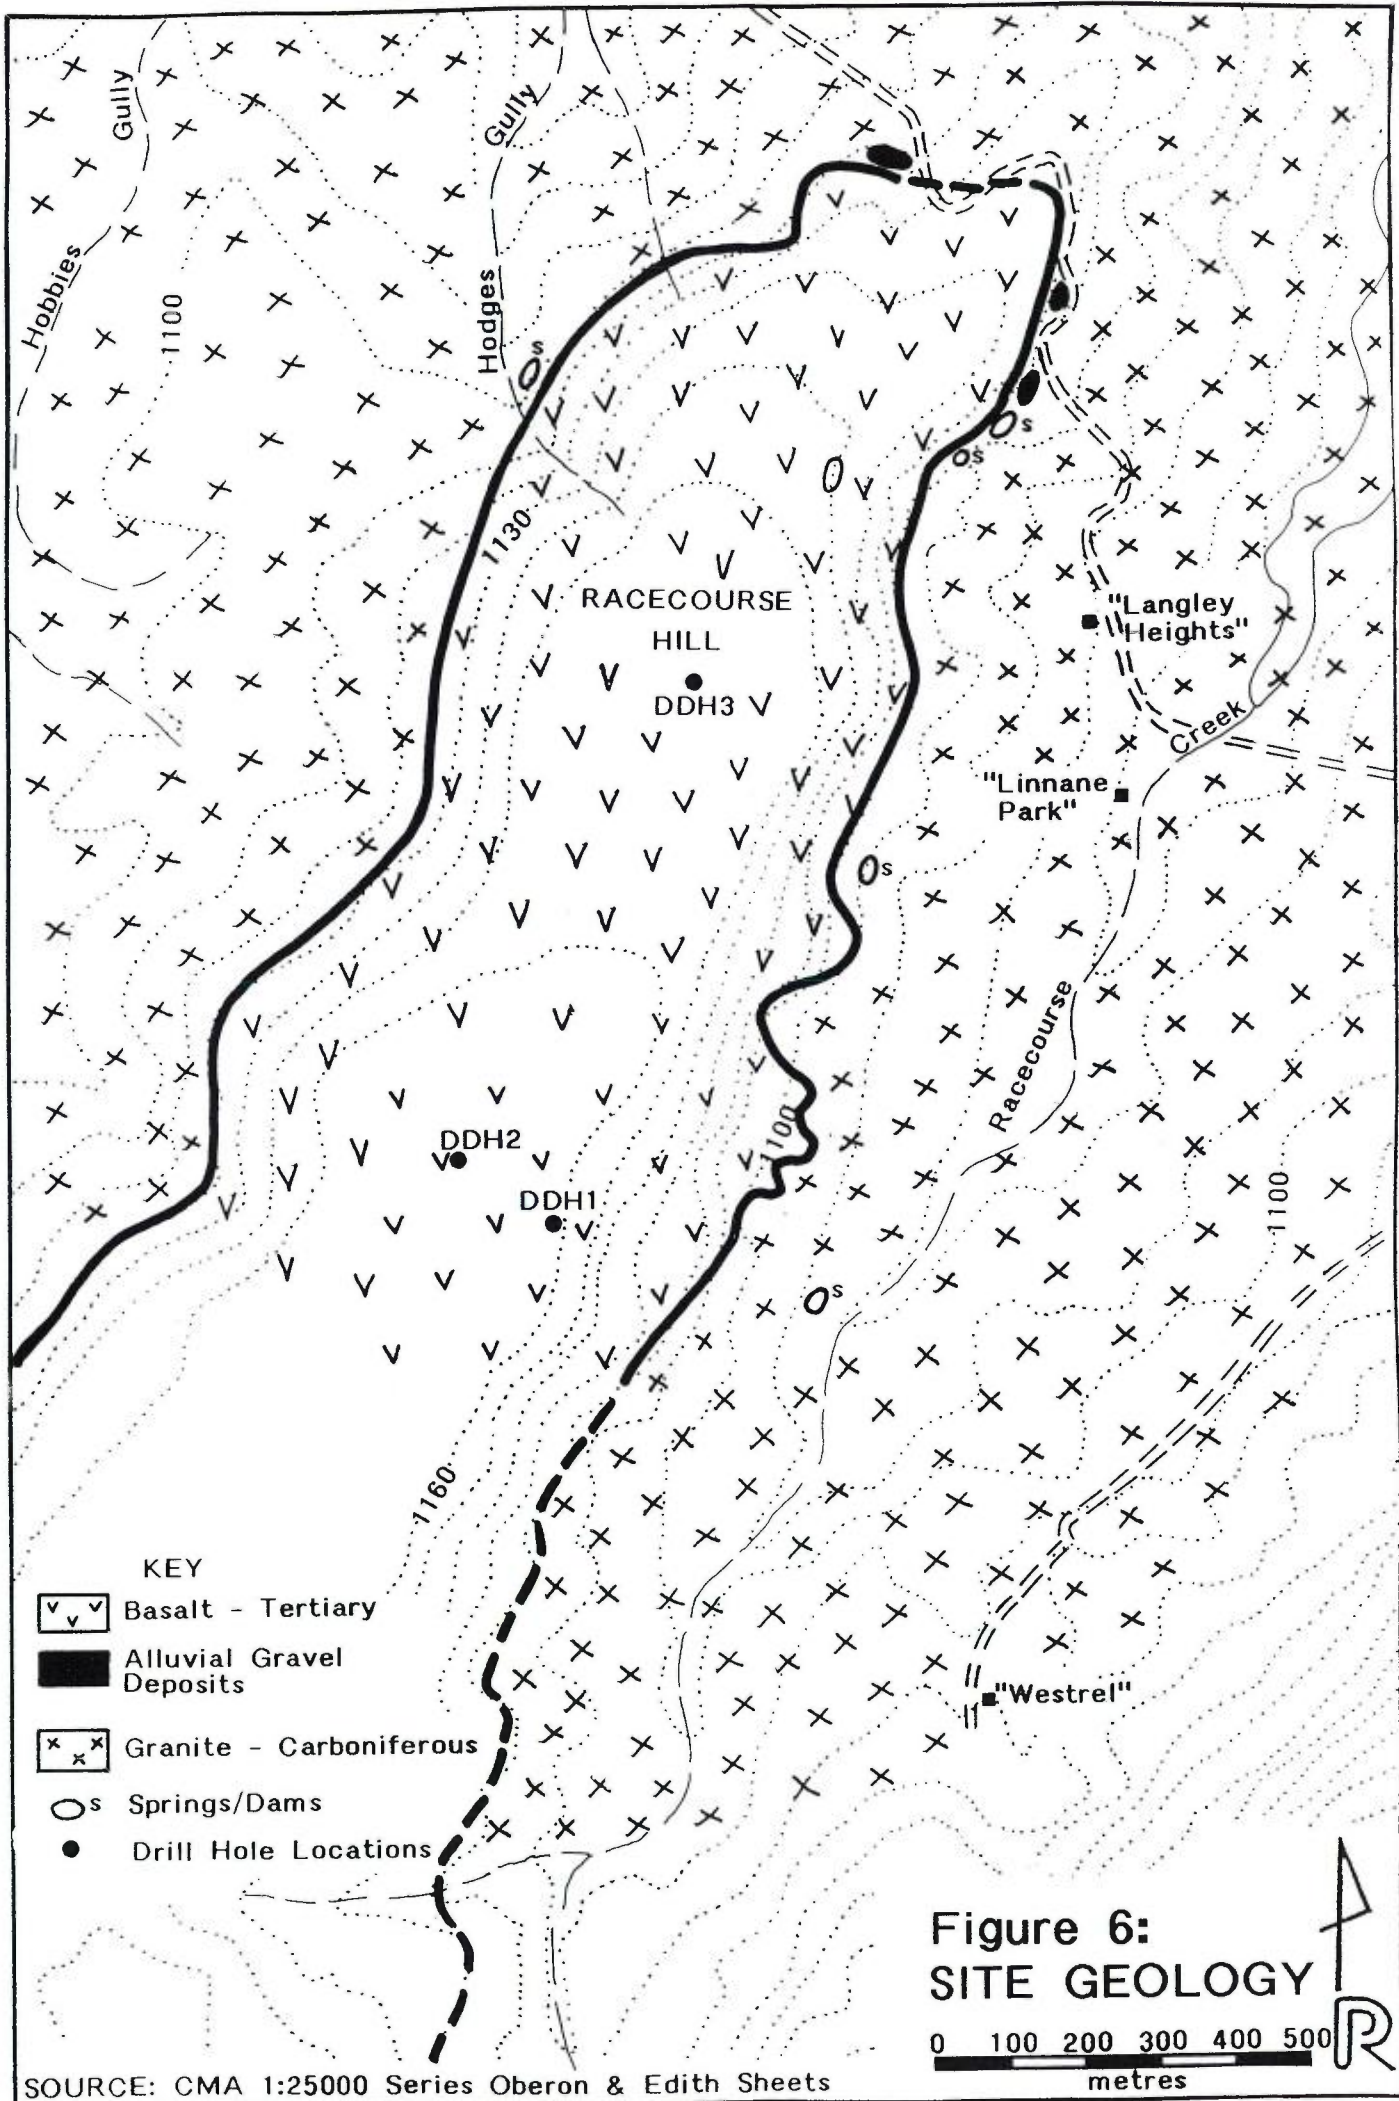 Gully
Gully
Hobbies
1100
Hodges
s
s
s
1130
RACECOURSE
HILL
DDH3
"Langley
Heights"
Creek
"Linnane
Park"
s
Racecourse
1100
DDH2
DDH1
1100
s
1160
KEY
Basalt - Tertiary
Alluvial Gravel
Deposits
Granite - Carboniferous
s Springs/Dams
Drill Hole Locations
"Westrel"
Figure 6:
SITE GEOLOGY
0 100 200 300 400 500
metres
R
SOURCE: CMA 1:25000 Series Oberon & Edith Sheets